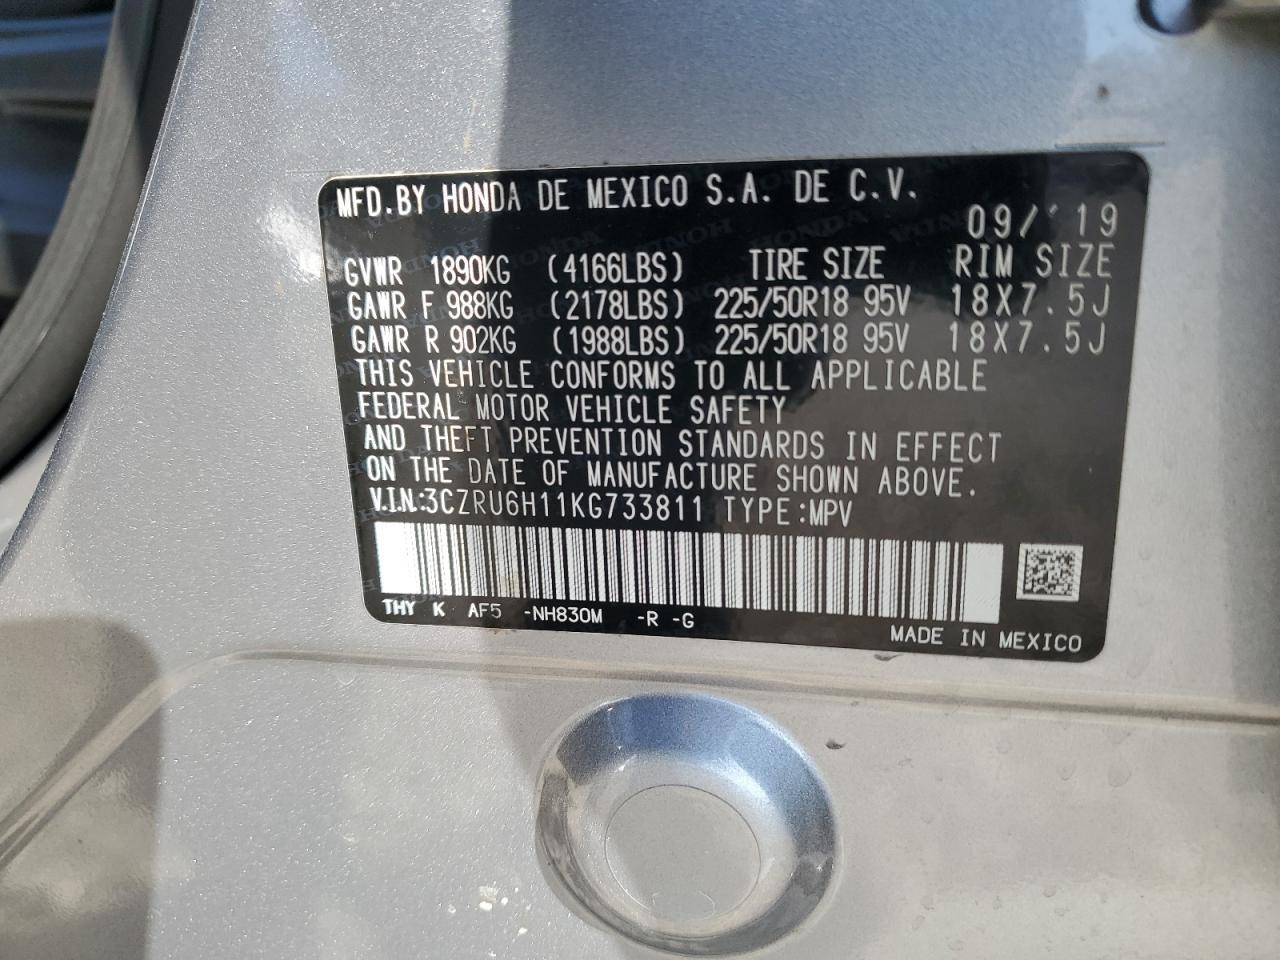 MFD.BY HONDA DE MEXICO S.A. DE C.V.
09/'19
GVWR 1890KG (4166LBS) TIRE SIZE RIM SIZE
GAWR F 988KG (2178LBS) 225/50R18 95V 18X7.5J
GAWR R 902KG (1988LBS) 225/50R18 95V 18X7.5J
THIS VEHICLE CONFORMS TO ALL APPLICABLE
FEDERAL MOTOR VEHICLE SAFETY
AND THEFT PREVENTION STANDARDS IN EFFECT
ON THE DATE OF MANUFACTURE SHOWN ABOVE.
V.I.N.:3CZRU6H11KG733811 TYPE:MPV
THY K AF5 -NH830M -R -G
MADE IN MEXICO